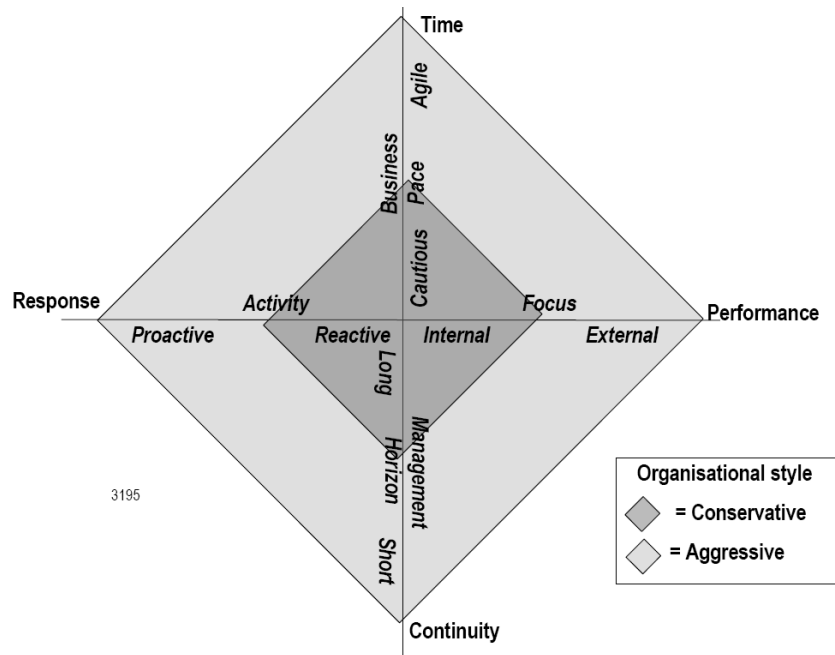 Time
Agile
Business
Pace
Cautious
Response
Activity
Focus
Performance
Proactive
Reactive
Internal
External
Long
Management
Horizon
Short
Continuity
3195
Organisational style
= Conservative
= Aggressive